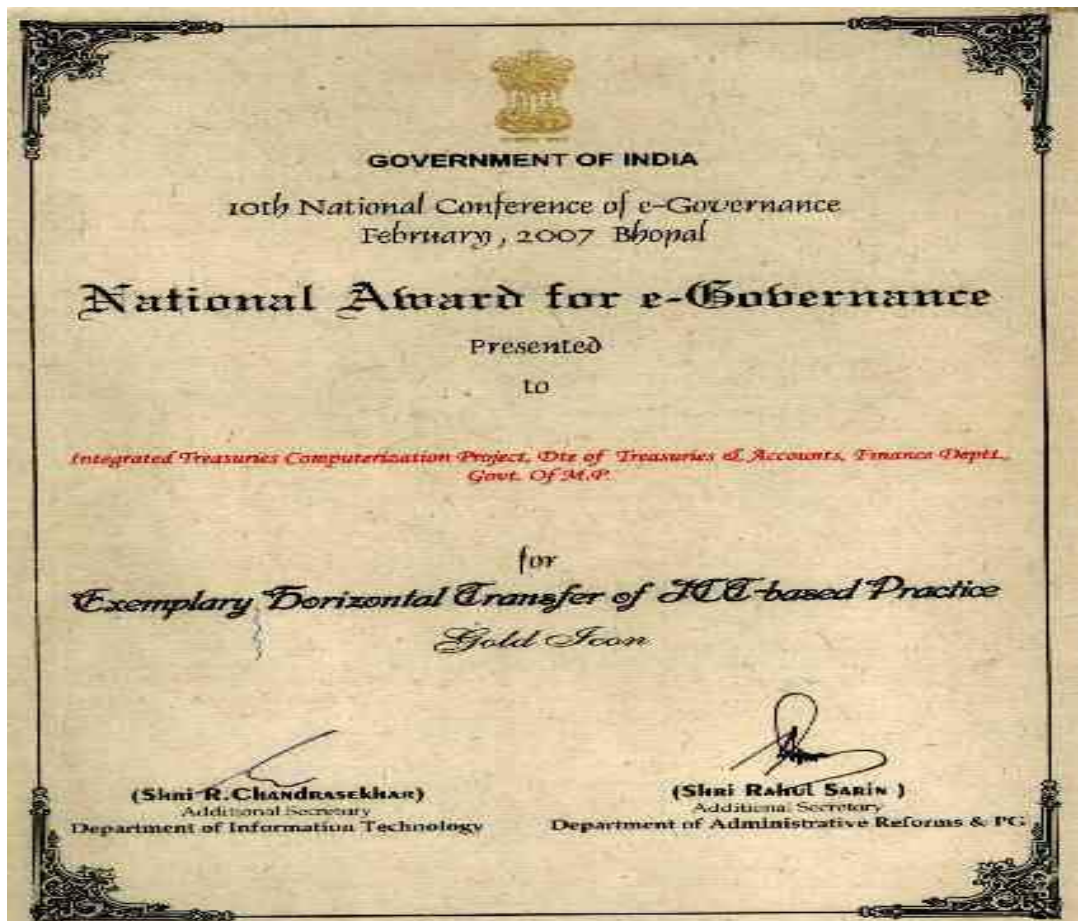 GOVERNMENT OF INDIA
10th National Conference of e-Governance
February, 2007 Bhopal
National Award for e-Governance
Presented
to
Integrated Treasuries Computerization Project, Dte of Treasuries & Accounts, Finance Deptt.,
Govt. Of M.P.
for
Exemplary Horizontal Transfer of ICT-based Practice
Gold Icon
(Shri R. Chandrasekhar)
Additional Secretary
Department of Information Technology
(Shri Rahul Sarin )
Additional Secretary
Department of Administrative Reforms & PG